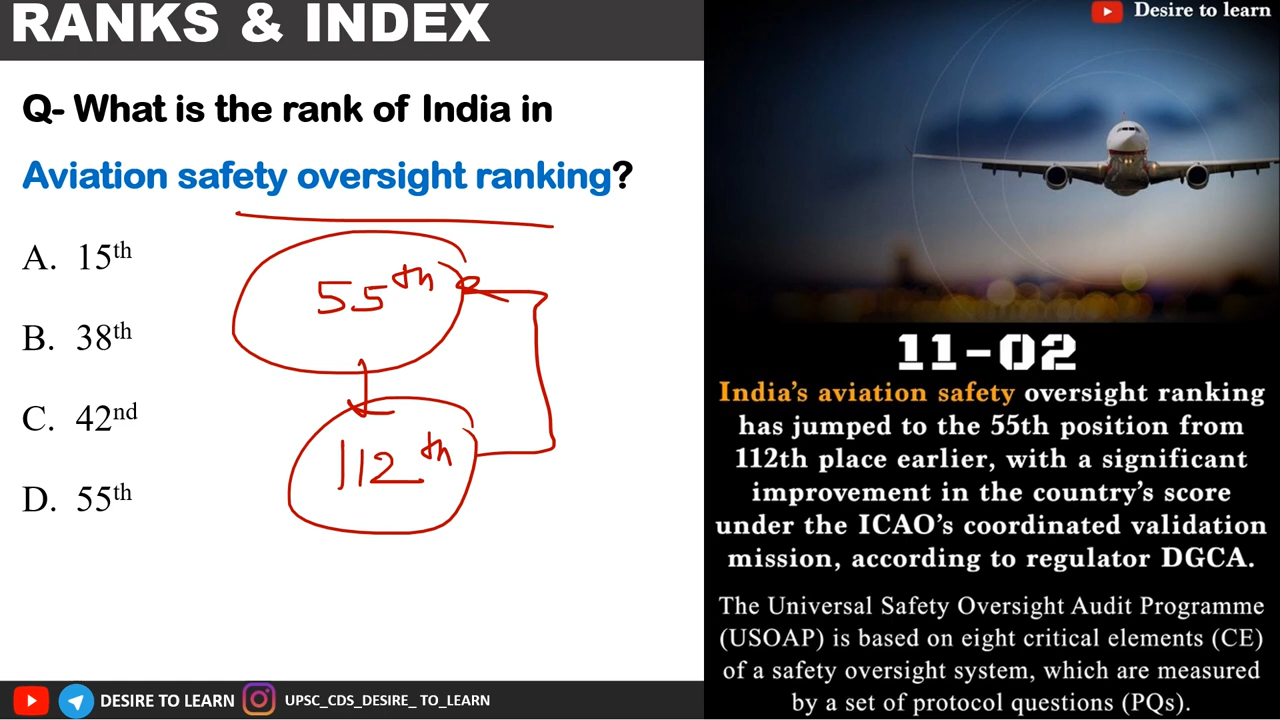 RANKS & INDEX
Q- What is the rank of India in
Aviation safety oversight ranking?
A. 15th
B. 38th
C. 42nd
D. 55th
55th
112th
DESIRE TO LEARN
UPSC_CDS_DESIRE_ TO_LEARN
Desire to learn
11-02
India's aviation safety oversight ranking
has jumped to the 55th position from
112th place earlier, with a significant
improvement in the country's score
under the ICAO's coordinated validation
mission, according to regulator DGCA.
The Universal Safety Oversight Audit Programme
(USOAP) is based on eight critical elements (CE)
of a safety oversight system, which are measured
by a set of protocol questions (PQs).